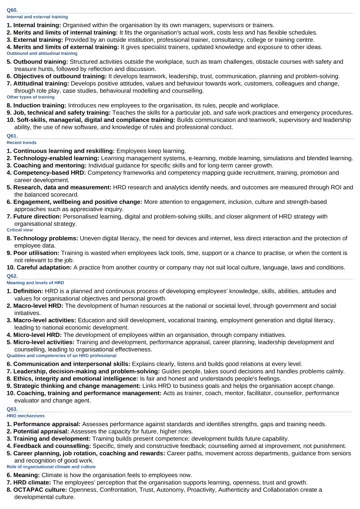 Q60.
Internal and external training
1. Internal training: Organised within the organisation by its own managers, supervisors or trainers.
2. Merits and limits of internal training: It fits the organisation's actual work, costs less and has flexible schedules.
3. External training: Provided by an outside institution, professional trainer, consultancy, college or training centre.
4. Merits and limits of external training: It gives specialist trainers, updated knowledge and exposure to other ideas.
Outbound and attitudinal training
5. Outbound training: Structured activities outside the workplace, such as team challenges, obstacle courses with safety and
treasure hunts, followed by reflection and discussion.
6. Objectives of outbound training: It develops teamwork, leadership, trust, communication, planning and problem-solving.
7. Attitudinal training: Develops positive attitudes, values and behaviour towards work, customers, colleagues and change,
through role play, case studies, behavioural modelling and counselling.
Other types of training
8. Induction training: Introduces new employees to the organisation, its rules, people and workplace.
9. Job, technical and safety training: Teaches the skills for a particular job, and safe work practices and emergency procedures.
10. Soft-skills, managerial, digital and compliance training: Builds communication and teamwork, supervisory and leadership
ability, the use of new software, and knowledge of rules and professional conduct.
Q61.
Recent trends
1. Continuous learning and reskilling: Employees keep learning.
2. Technology-enabled learning: Learning management systems, e-learning, mobile learning, simulations and blended learning.
3. Coaching and mentoring: Individual guidance for specific skills and for long-term career growth.
4. Competency-based HRD: Competency frameworks and competency mapping guide recruitment, training, promotion and
career development.
5. Research, data and measurement: HRD research and analytics identify needs, and outcomes are measured through ROI and
the balanced scorecard.
6. Engagement, wellbeing and positive change: More attention to engagement, inclusion, culture and strength-based
approaches such as appreciative inquiry.
7. Future direction: Personalised learning, digital and problem-solving skills, and closer alignment of HRD strategy with
organisational strategy.
Critical view
8. Technology problems: Uneven digital literacy, the need for devices and internet, less direct interaction and the protection of
employee data.
9. Poor utilisation: Training is wasted when employees lack tools, time, support or a chance to practise, or when the content is
not relevant to the job.
10. Careful adaptation: A practice from another country or company may not suit local culture, language, laws and conditions.
Q62.
Meaning and levels of HRD
1. Definition: HRD is a planned and continuous process of developing employees' knowledge, skills, abilities, attitudes and
values for organisational objectives and personal growth.
2. Macro-level HRD: The development of human resources at the national or societal level, through government and social
initiatives.
3. Macro-level activities: Education and skill development, vocational training, employment generation and digital literacy,
leading to national economic development.
4. Micro-level HRD: The development of employees within an organisation, through company initiatives.
5. Micro-level activities: Training and development, performance appraisal, career planning, leadership development and
counselling, leading to organisational effectiveness.
Qualities and competencies of an HRD professional
6. Communication and interpersonal skills: Explains clearly, listens and builds good relations at every level.
7. Leadership, decision-making and problem-solving: Guides people, takes sound decisions and handles problems calmly.
8. Ethics, integrity and emotional intelligence: Is fair and honest and understands people's feelings.
9. Strategic thinking and change management: Links HRD to business goals and helps the organisation accept change.
10. Coaching, training and performance management: Acts as trainer, coach, mentor, facilitator, counsellor, performance
evaluator and change agent.
Q63.
HRD mechanisms
1. Performance appraisal: Assesses performance against standards and identifies strengths, gaps and training needs.
2. Potential appraisal: Assesses the capacity for future, higher roles.
3. Training and development: Training builds present competence; development builds future capability.
4. Feedback and counselling: Specific, timely and constructive feedback; counselling aimed at improvement, not punishment.
5. Career planning, job rotation, coaching and rewards: Career paths, movement across departments, guidance from seniors
and recognition of good work.
Role of organisational climate and culture
6. Meaning: Climate is how the organisation feels to employees now.
7. HRD climate: The employees' perception that the organisation supports learning, openness, trust and growth.
8. OCTAPAC culture: Openness, Confrontation, Trust, Autonomy, Proactivity, Authenticity and Collaboration create a
developmental culture.